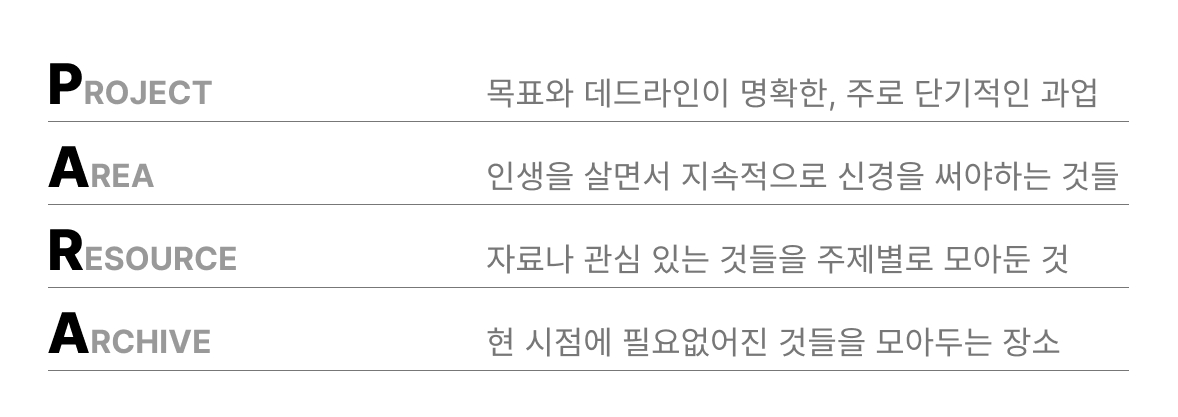 PROJECT 목표와 데드라인이 명확한, 주로 단기적인 과업
AREA 인생을 살면서 지속적으로 신경을 써야하는 것들
RESOURCE 자료나 관심 있는 것들을 주제별로 모아둔 것
ARCHIVE 현 시점에 필요없어진 것들을 모아두는 장소